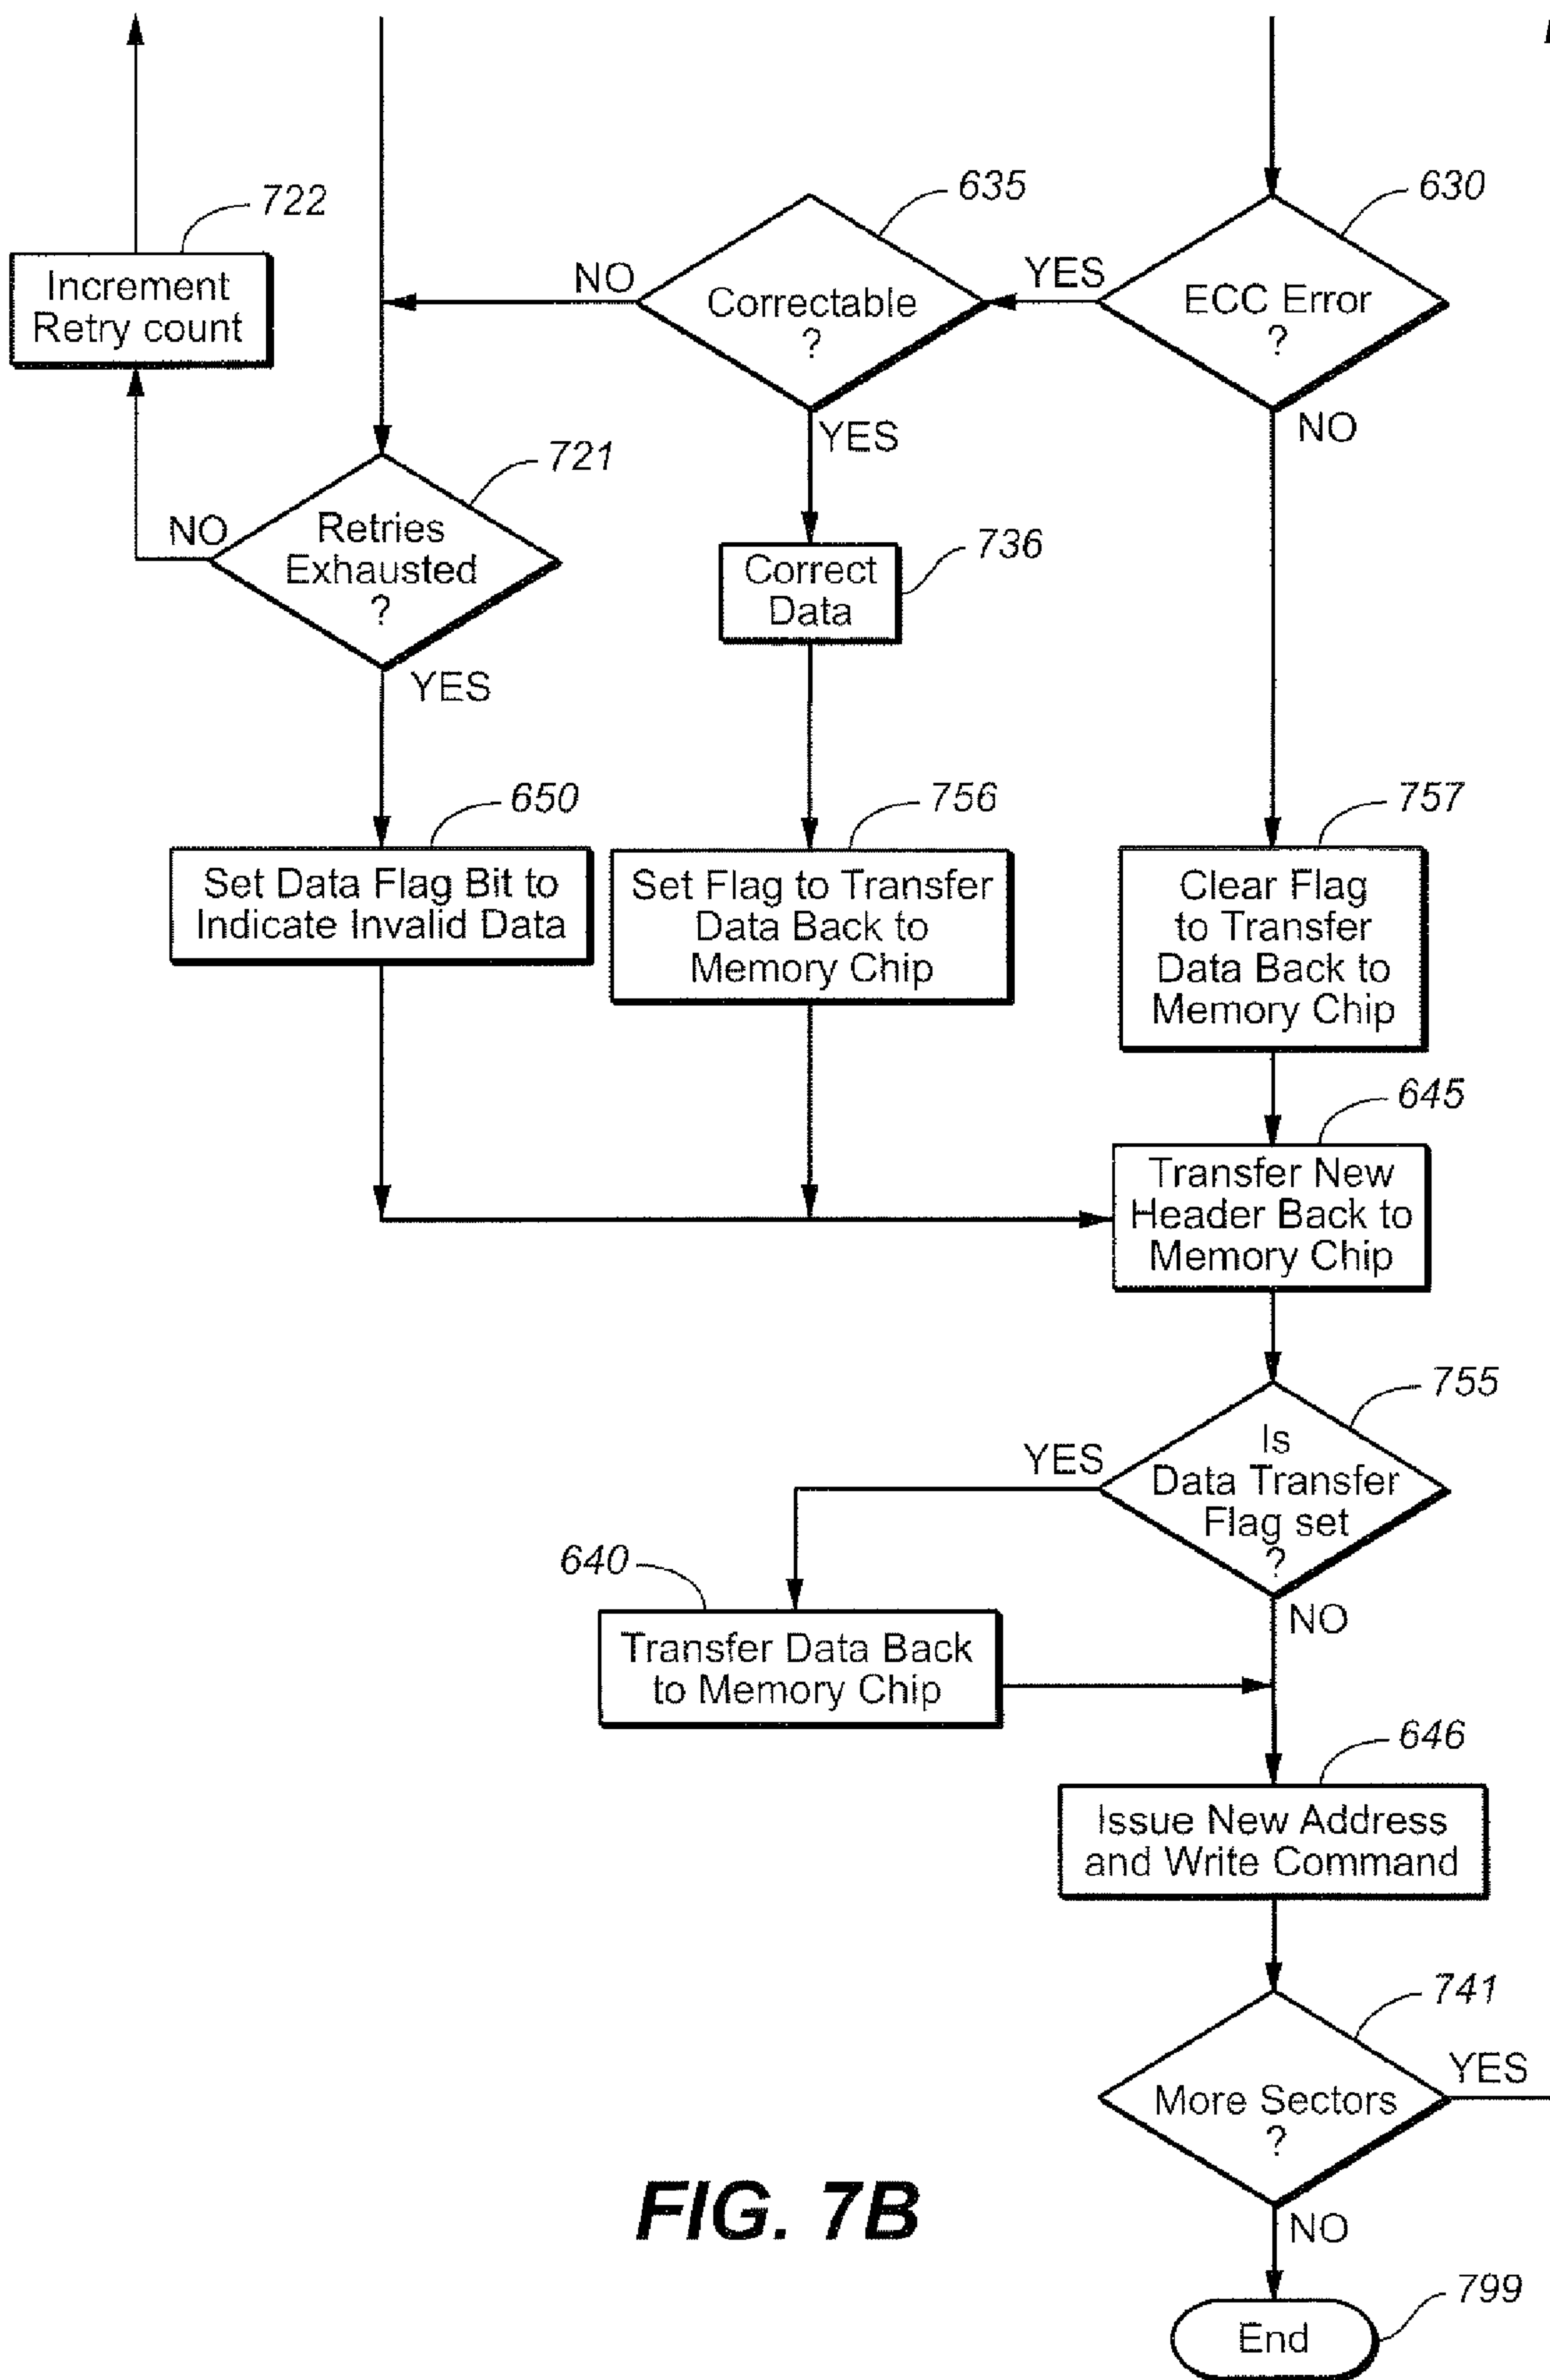 722
Increment
Retry count
635
Correctable
?
NO
YES
630
ECC Error
?
YES
NO
721
Retries
Exhausted
?
NO
YES
736
Correct
Data
650
Set Data Flag Bit to
Indicate Invalid Data
756
Set Flag to Transfer
Data Back to
Memory Chip
757
Clear Flag
to Transfer
Data Back to
Memory Chip
645
Transfer New
Header Back to
Memory Chip
755
Is
Data Transfer
Flag set
?
YES
NO
640
Transfer Data Back
to Memory Chip
646
Issue New Address
and Write Command
741
More Sectors
?
YES
NO
FIG. 7B
799
End